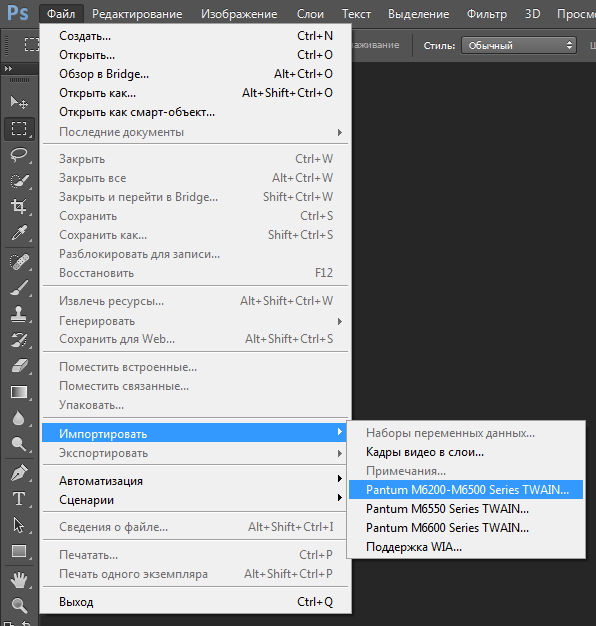 Ps Файл Редактирование Изображение Слои Текст Выделение Фильтр 3D Просмо
живание Стиль: Обычный
Создать... Ctrl+N
Открыть... Ctrl+O
Обзор в Bridge... Alt+Ctrl+O
Открыть как... Alt+Shift+Ctrl+O
Открыть как смарт-объект...
Последние документы
Закрыть Ctrl+W
Закрыть все Alt+Ctrl+W
Закрыть и перейти в Bridge... Shift+Ctrl+W
Сохранить Ctrl+S
Сохранить как... Shift+Ctrl+S
Разблокировать для записи...
Восстановить F12
Извлечь ресурсы... Alt+Shift+Ctrl+W
Генерировать
Сохранить для Web... Alt+Shift+Ctrl+S
Поместить встроенные...
Поместить связанные...
Упаковать...
Импортировать
Экспортировать
Автоматизация
Сценарии
Сведения о файле... Alt+Shift+Ctrl+I
Печатать... Ctrl+P
Печать одного экземпляра Alt+Shift+Ctrl+P
Выход Ctrl+Q
Наборы переменных данных...
Кадры видео в слои...
Примечания...
Pantum M6200-M6500 Series TWAIN...
Pantum M6550 Series TWAIN...
Pantum M6600 Series TWAIN...
Поддержка WIA...